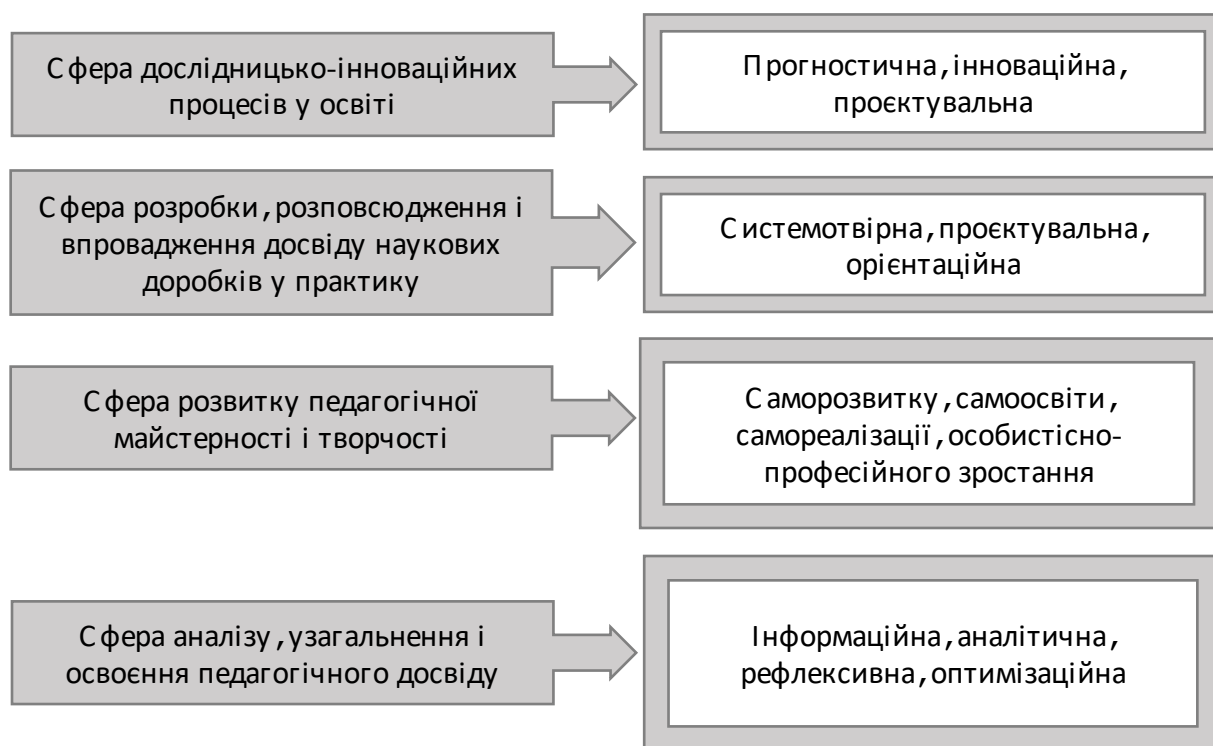 Сфера дослідницько-інноваційних
процесів у освіті
Прогностична, інноваційна,
проєктувальна
Сфера розробки, розповсюдження і
впровадження досвіду наукових
доробків у практику
Системотвірна, проєктувальна,
орієнтаційна
Сфера розвитку педагогічної
майстерності і творчості
Саморозвитку, самоосвіти,
самореалізації, особистісно-
професійного зростання
Сфера аналізу, узагальнення і
освоєння педагогічного досвіду
Інформаційна, аналітична,
рефлексивна, оптимізаційна